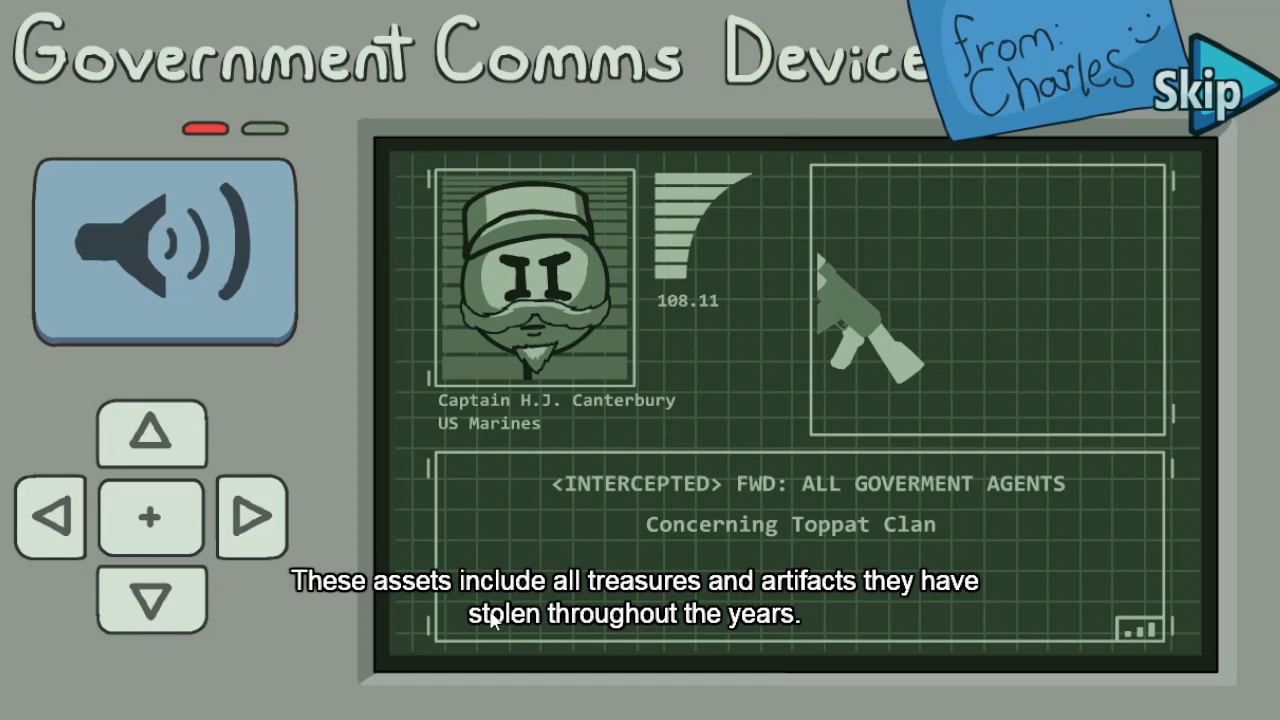 Government Comms Device
from:
Charles
Skip
108.11
Captain H.J. Canterbury
US Marines
<INTERCEPTED> FWD: ALL GOVERMENT AGENTS
Concerning Toppat Clan
These assets include all treasures and artifacts they have
stolen throughout the years.